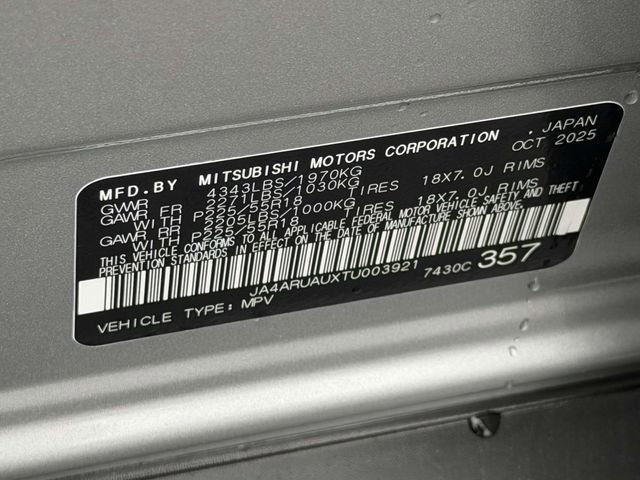 MFD.BY MITSUBISHI MOTORS CORPORATION . JAPAN
GVWR 4343LBS/1970KG OCT 2025
GAWR FR 2271LBS/1030KG
WITH P225/55R18 TIRES 18X7.0J RIMS
GAWR RR 2205LBS/1000KG
WITH P225/55R18 TIRES 18X7.0J RIMS
THIS VEHICLE CONFORMS TO ALL APPLICABLE FEDERAL MOTOR VEHICLE SAFETY AND THEFT
PREVENTION STANDARDS IN EFFECT ON THE DATE OF MANUFACTURE SHOWN ABOVE.
JA4ARUAUXTU003921 7430C 357
VEHICLE TYPE: MPV